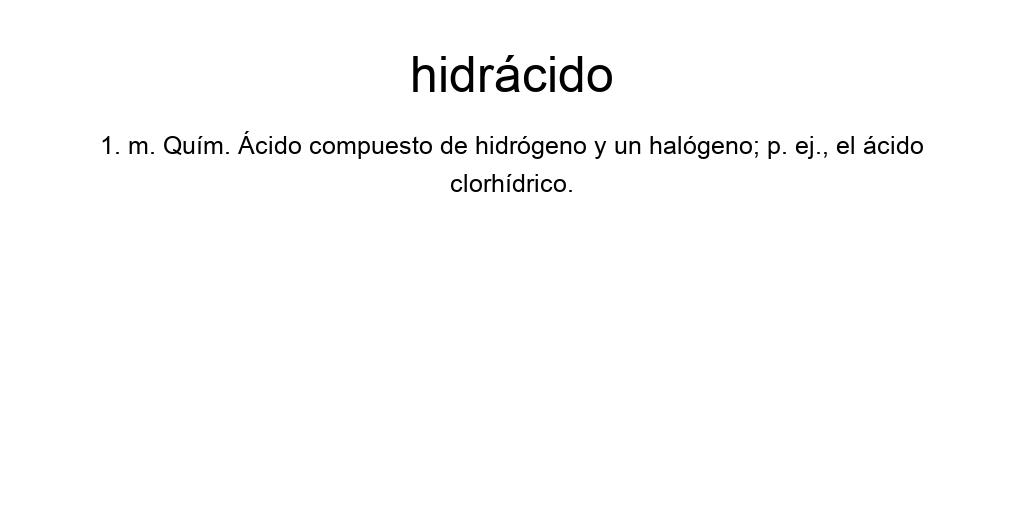 hidrácido
1. m. Quím. Ácido compuesto de hidrógeno y un halógeno; p. ej., el ácido
clorhídrico.